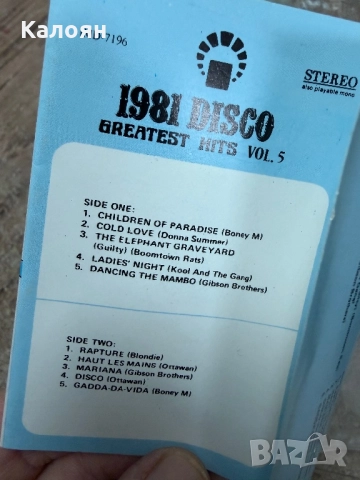 Калоян
7196
STEREO
also playable mono
1981 DISCO
GREATEST HITS VOL. 5
SIDE ONE:
1. CHILDREN OF PARADISE (Boney M)
2. COLD LOVE (Donna Summer)
3. THE ELEPHANT GRAVEYARD
(Guilty) (Boomtown Rats)
4. LADIES' NIGHT (Kool And The Gang)
5. DANCING THE MAMBO (Gibson Brothers)
SIDE TWO:
1. RAPTURE (Blondie)
2. HAUT LES MAINS (Ottawan)
3. MARIANA (Gibson Brothers)
4. DISCO (Ottawan)
5. GADDA-DA-VIDA (Boney M)
BAZAR